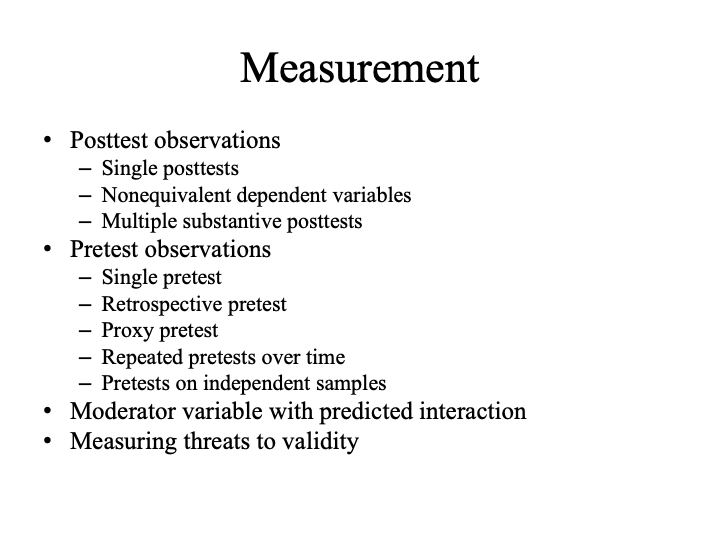 Measurement
• Posttest observations
– Single posttests
– Nonequivalent dependent variables
– Multiple substantive posttests
• Pretest observations
– Single pretest
– Retrospective pretest
– Proxy pretest
– Repeated pretests over time
– Pretests on independent samples
• Moderator variable with predicted interaction
• Measuring threats to validity